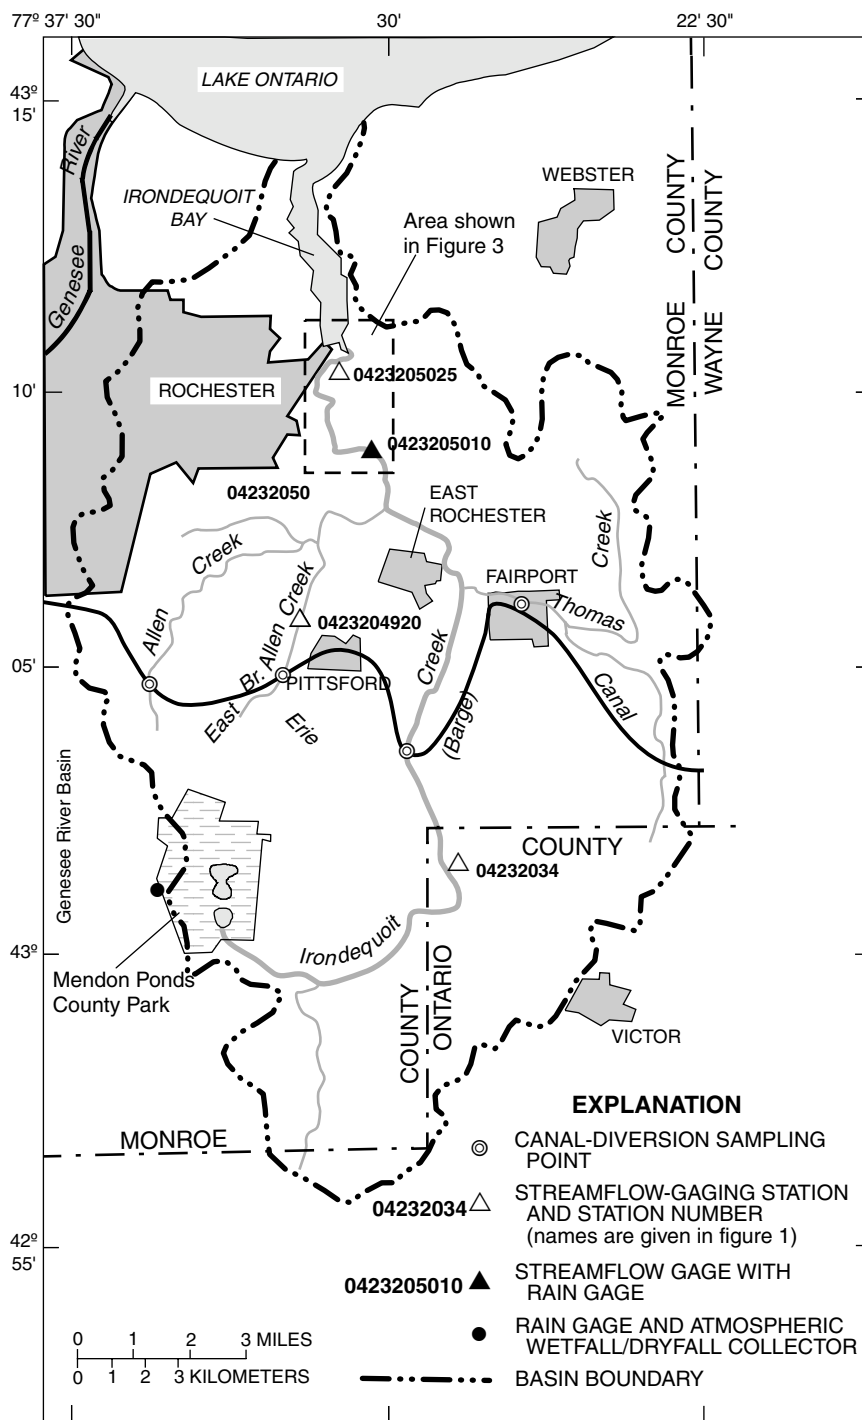 77º 37' 30"
30'
22' 30"
43º
15'
LAKE ONTARIO
River
Genesee
IRONDEQUOIT
BAY
WEBSTER
COUNTY
COUNTY
MONROE
WAYNE
Area shown
in Figure 3
10'
ROCHESTER
0423205025
0423205010
04232050
EAST
ROCHESTER
Creek
Creek
FAIRPORT
Thomas
Allen
East Br. Allen Creek
0423204920
Creek
05'
PITTSFORD
Erie
(Barge)
Canal
Genesee River Basin
COUNTY
04232034
43º
Irondequoit
Mendon Ponds
County Park
COUNTY
ONTARIO
VICTOR
MONROE
EXPLANATION
CANAL-DIVERSION SAMPLING
POINT
04232034
STREAMFLOW-GAGING STATION
AND STATION NUMBER
(names are given in figure 1)
42º
55'
0423205010
STREAMFLOW GAGE WITH
RAIN GAGE
RAIN GAGE AND ATMOSPHERIC
WETFALL/DRYFALL COLLECTOR
0 1 2 3 MILES
0 1 2 3 KILOMETERS
BASIN BOUNDARY